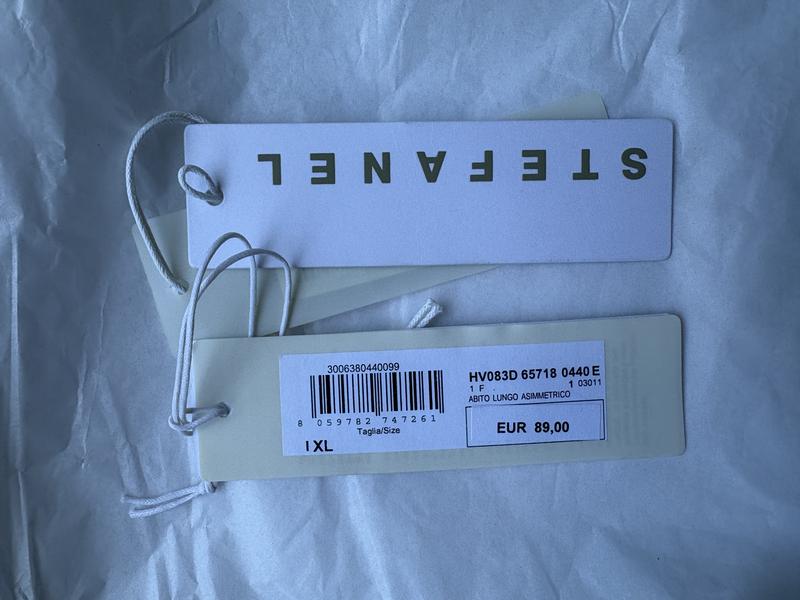 STEFANEL
3006380440099
8 059782 747261
Taglia/Size
I XL
HV083D 65718 0440 E
1 F . 1 03011
ABITO LUNGO ASIMMETRICO
EUR 89,00